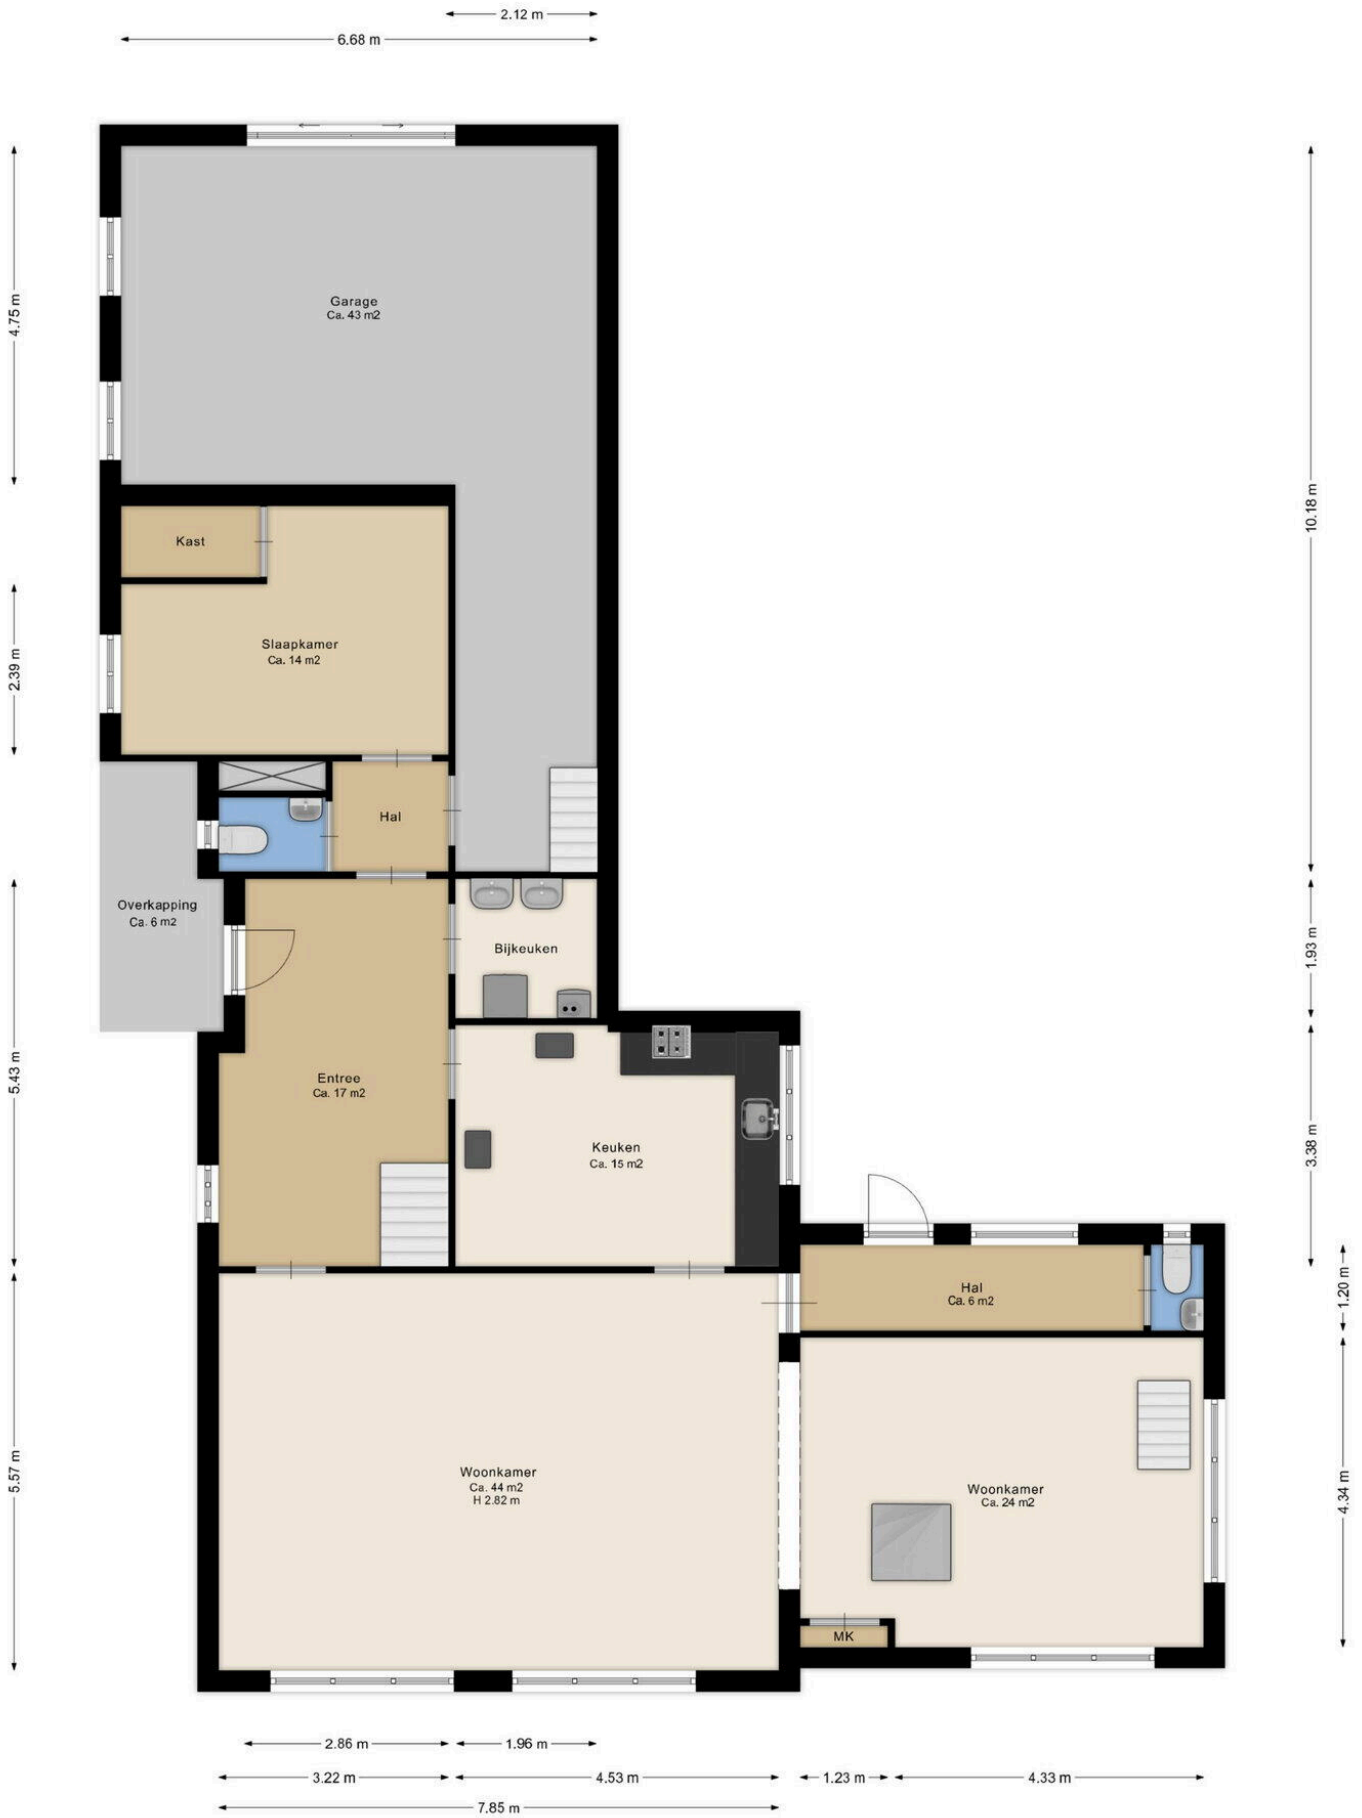 2.12 m
6.68 m
4.75 m
Garage
Ca. 43 m2
10.18 m
Kast
2.39 m
Slaapkamer
Ca. 14 m2
Hal
Overkapping
Ca. 6 m2
Bijkeuken
1.93 m
5.43 m
Entree
Ca. 17 m2
Keuken
Ca. 15 m2
3.38 m
Hal
Ca. 6 m2
1.20 m
5.57 m
Woonkamer
Ca. 44 m2
H 2.82 m
Woonkamer
Ca. 24 m2
4.34 m
MK
2.86 m
1.96 m
3.22 m
4.53 m
1.23 m
4.33 m
7.85 m